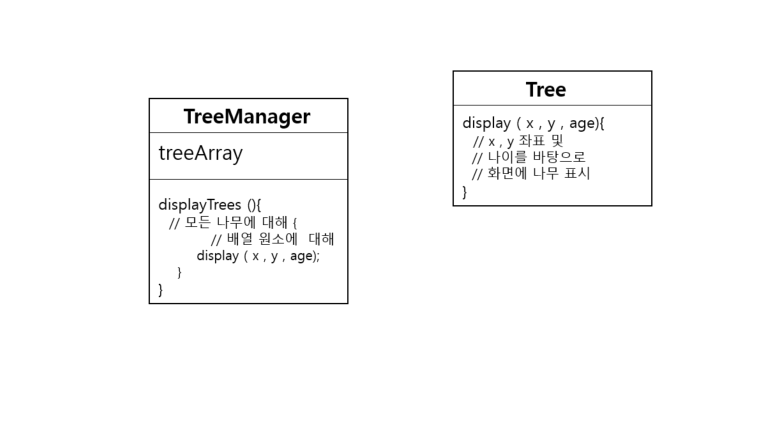 TreeManager
treeArray
displayTrees (){
// 모든 나무에 대해 {
// 배열 원소에 대해
display ( x , y , age);
}
}
Tree
display ( x , y , age){
// x , y 좌표 및
// 나이를 바탕으로
// 화면에 나무 표시
}